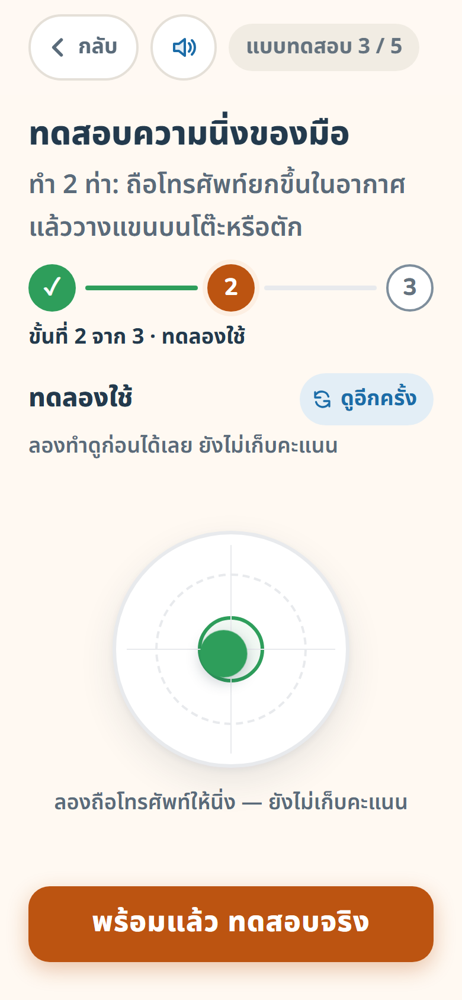 กลับ
แบบทดสอบ 3 / 5
ทดสอบความนิ่งของมือ
ทำ 2 ท่า: ถือโทรศัพท์ยกขึ้นในอากาศ
แล้ววางแขนบนโต๊ะหรือตัก
✓ 2 3
ขั้นที่ 2 จาก 3 · ทดลองใช้
ทดลองใช้
ดูอีกครั้ง
ลองทำดูก่อนได้เลย ยังไม่เก็บคะแนน
ลองถือโทรศัพท์ให้นิ่ง — ยังไม่เก็บคะแนน
พร้อมแล้ว ทดสอบจริง